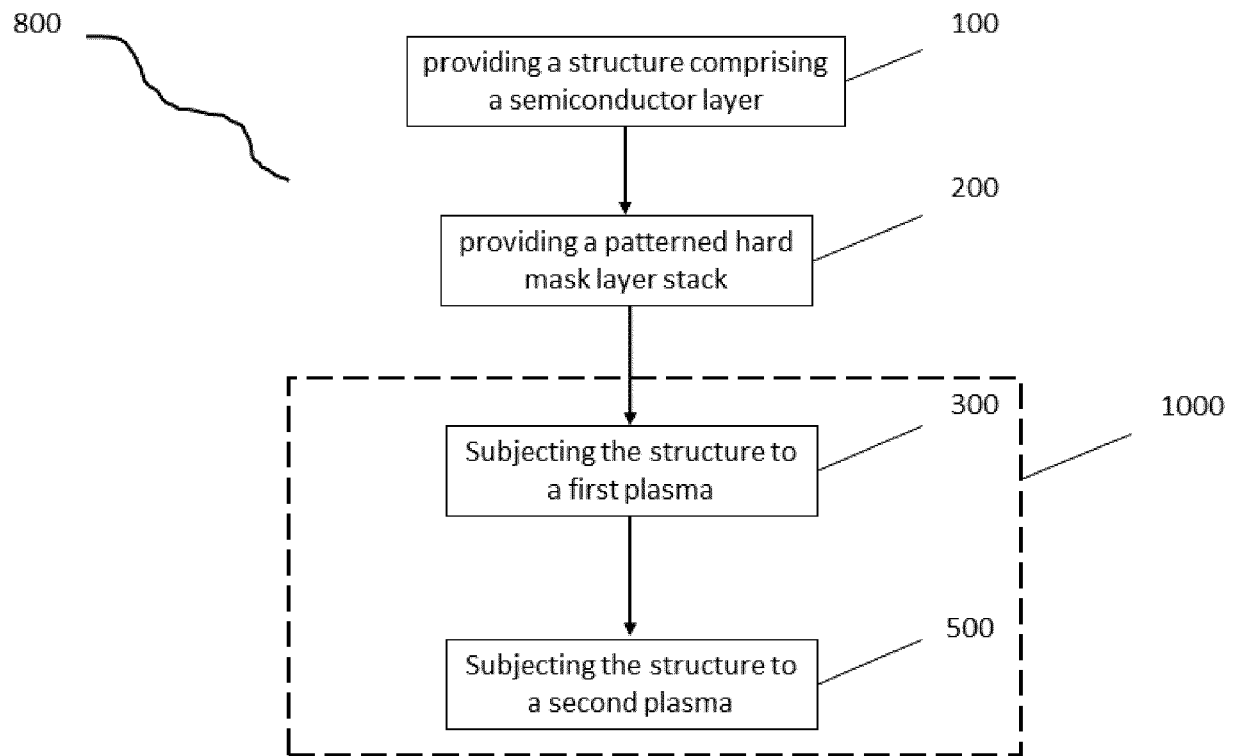 800
100
providing a structure comprising
a semiconductor layer
200
providing a patterned hard
mask layer stack
300
1000
Subjecting the structure to
a first plasma
500
Subjecting the structure to
a second plasma